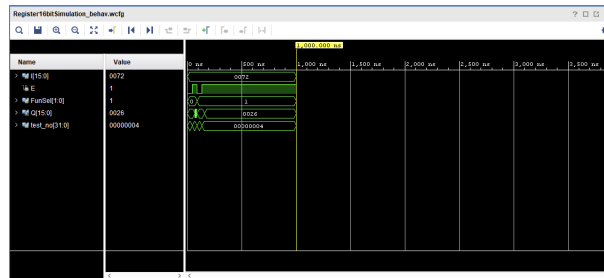 Register16bitSimulation_behav.wcfg
1,000.000 ns
Name Value
0 ns 500 ns 1,000 ns 1,500 ns 2,000 ns 2,500 ns 3,000 ns 3,500 ns
I[15:0] 0072 0072
E 1
FunSel[1:0] 1 0 1
Q[15:0] 0026 0026
test_no[31:0] 00000004 00000004